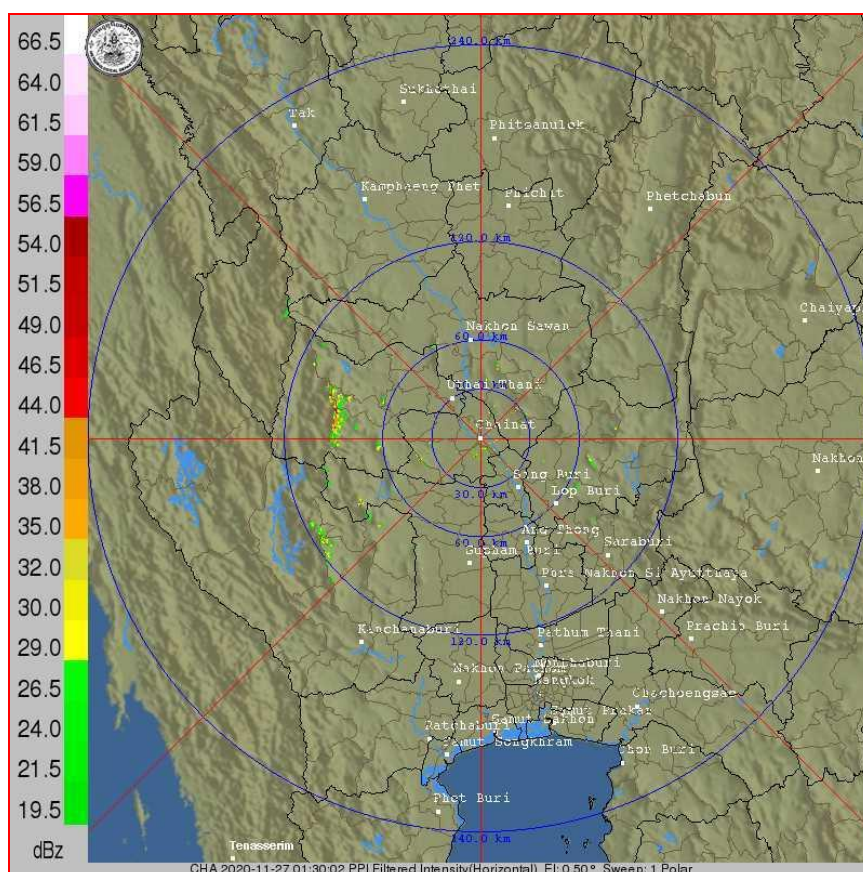 66.5
64.0
61.5
59.0
56.5
54.0
51.5
49.0
46.5
44.0
41.5
38.0
35.0
32.0
30.0
29.0
26.5
24.0
21.5
19.5
dBz
240.0 km
Sukhothai
Tak
Phitsanulok
Kamphaeng Phet
Phichit
Phetchabun
120.0 km
Chaiyap
Nakhon Sawan
60.0 km
Uthai Thani
Chainat
Nakhon
Sing Buri
30.0 km
Lop Buri
Ang Thong
60.0 km
Suphan Buri
Saraburi
Pora Nakhon Si Ayutthaya
Nakhon Nayok
Kanchanaburi
120.0 km
Prachin Buri
Pathum Thani
Nonthaburi
Nakhon Pathom
Bangkok
Chachoengsao
Samut Prakan
Samut Sakhon
Ratchaburi
Samut Songkhram
Chon Buri
Phet Buri
240.0 km
Tenasserim
CHA 2020-11-27 01:30:02 PPI Filtered Intensity(Horizontal) El: 0.50° Sweep: 1 Polar